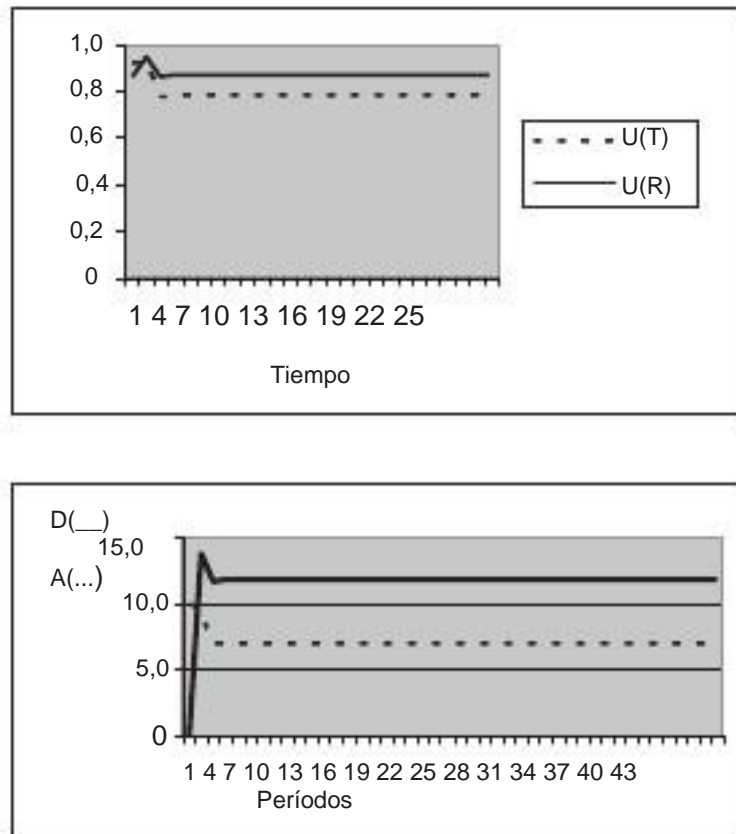 1,0
0,8
0,6
0,4
0,2
0
1 4 7 10 13 16 19 22 25
Tiempo
U(T)
U(R)
D(__)
15,0
A(...)
10,0
5,0
0
1 4 7 10 13 16 19 22 25 28 31 34 37 40 43
Períodos